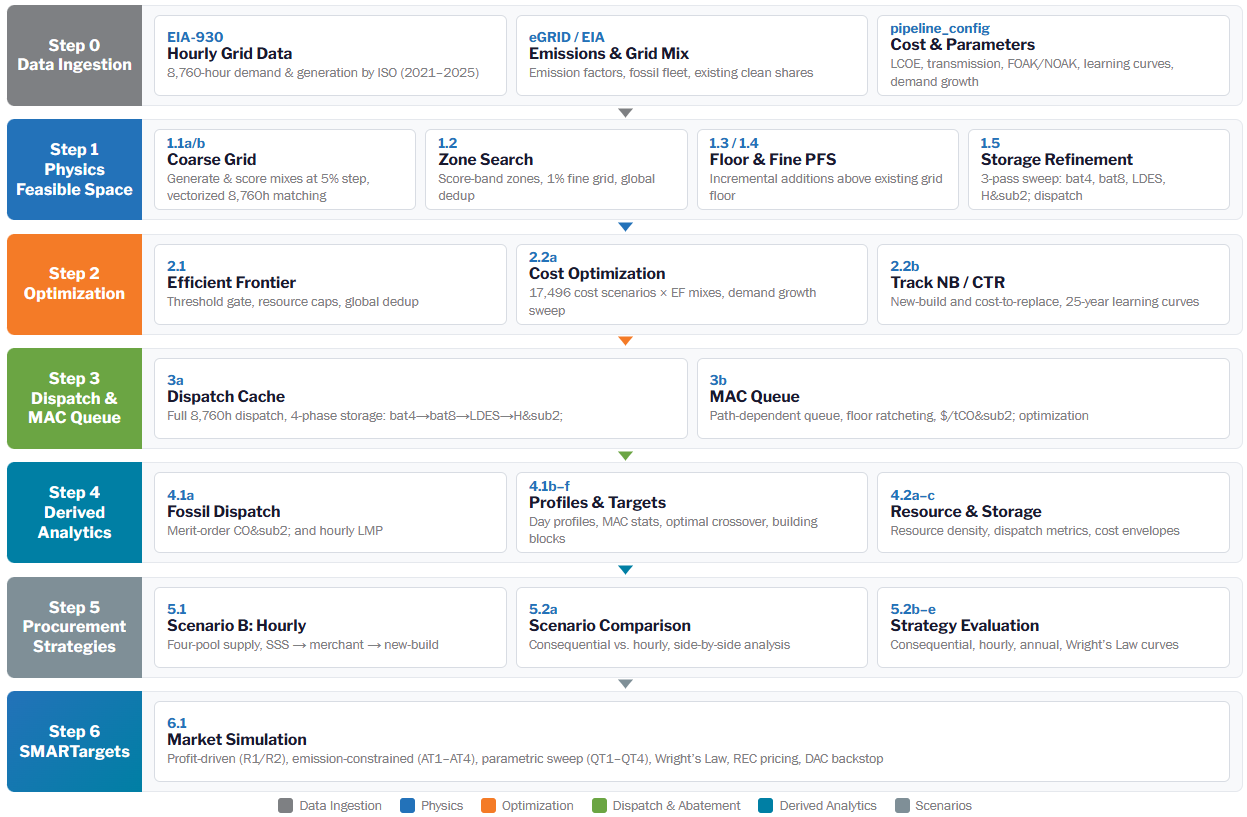 Step 0
Data Ingestion
EIA-930
Hourly Grid Data
8,760-hour demand & generation by ISO (2021–2025)
eGRID / EIA
Emissions & Grid Mix
Emission factors, fossil fleet, existing clean shares
pipeline_config
Cost & Parameters
LCOE, transmission, FOAK/NOAK, learning curves,
demand growth
Step 1
Physics
Feasible Space
1.1a/b
Coarse Grid
Generate & score mixes at 5% step,
vectorized 8,760h matching
1.2
Zone Search
Score-band zones, 1% fine grid, global
dedup
1.3 / 1.4
Floor & Fine PFS
Incremental additions above existing grid
floor
1.5
Storage Refinement
3-pass sweep: bat4, bat8, LDES,
H&sub2; dispatch
Step 2
Optimization
2.1
Efficient Frontier
Threshold gate, resource caps, global dedup
2.2a
Cost Optimization
17,496 cost scenarios × EF mixes, demand growth
sweep
2.2b
Track NB / CTR
New-build and cost-to-replace, 25-year learning curves
Step 3
Dispatch &
MAC Queue
3a
Dispatch Cache
Full 8,760h dispatch, 4-phase storage: bat4→bat8→LDES→H&sub2;
3b
MAC Queue
Path-dependent queue, floor ratcheting, $/tCO&sub2; optimization
Step 4
Derived
Analytics
4.1a
Fossil Dispatch
Merit-order CO&sub2; and hourly LMP
4.1b–f
Profiles & Targets
Day profiles, MAC stats, optimal crossover, building
blocks
4.2a–c
Resource & Storage
Resource density, dispatch metrics, cost envelopes
Step 5
Procurement
Strategies
5.1
Scenario B: Hourly
Four-pool supply, SSS → merchant → new-build
5.2a
Scenario Comparison
Consequential vs. hourly, side-by-side analysis
5.2b–e
Strategy Evaluation
Consequential, hourly, annual, Wright's Law curves
Step 6
SMARTargets
6.1
Market Simulation
Profit-driven (R1/R2), emission-constrained (AT1–AT4), parametric sweep (QT1–QT4), Wright's Law, REC pricing, DAC backstop
Data Ingestion
Physics
Optimization
Dispatch & Abatement
Derived Analytics
Scenarios